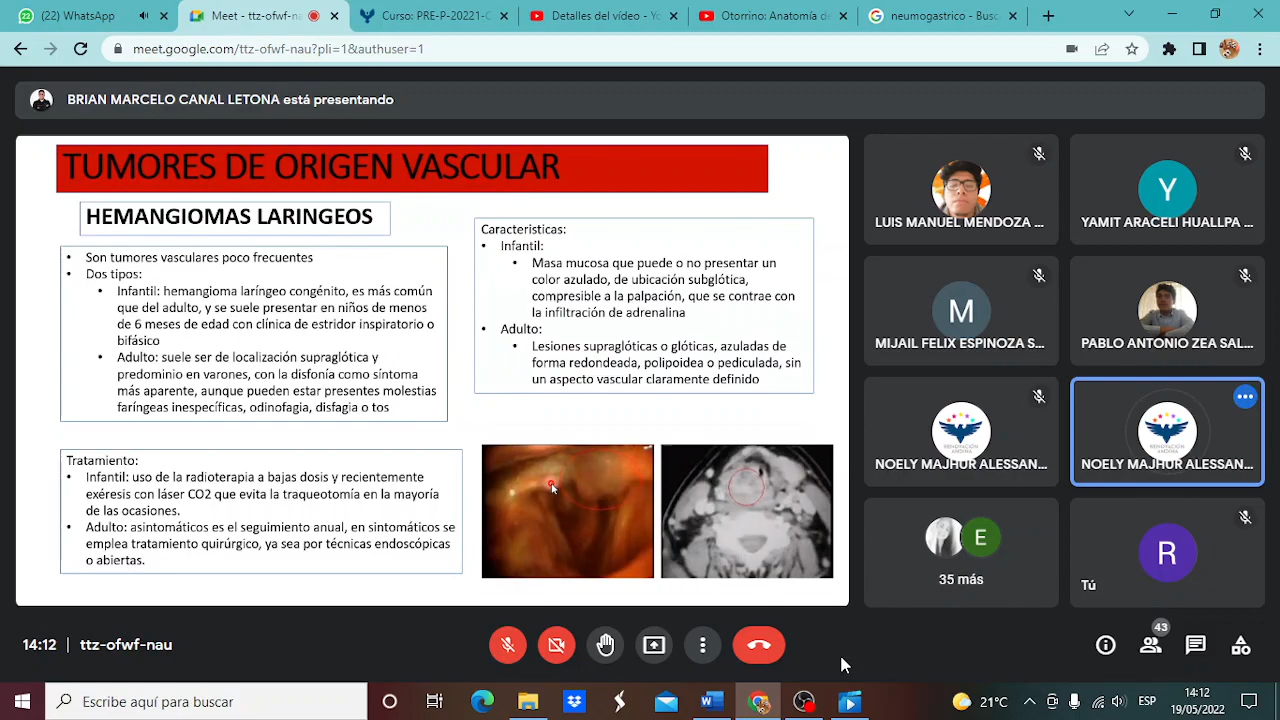 (22) WhatsApp
Meet - ttz-ofwf-na
Curso: PRE-P-20221-C
Detalles del vídeo - Yo
Otorrino: Anatomía de
neumogastrico - Busc
meet.google.com/ttz-ofwf-nau?pli=1&authuser=1
BRIAN MARCELO CANAL LETONA está presentando
TUMORES DE ORIGEN VASCULAR
HEMANGIOMAS LARINGEOS
• Son tumores vasculares poco frecuentes
• Dos tipos:
• Infantil: hemangioma laríngeo congénito, es más común
que del adulto, y se suele presentar en niños de menos
de 6 meses de edad con clínica de estridor inspiratorio o
bifásico
• Adulto: suele ser de localización supraglótica y
predominio en varones, con la disfonía como síntoma
más aparente, aunque pueden estar presentes molestias
faríngeas inespecíficas, odinofagia, disfagia o tos
Caracteristicas:
• Infantil:
• Masa mucosa que puede o no presentar un
color azulado, de ubicación subglótica,
compresible a la palpación, que se contrae con
la infiltración de adrenalina
• Adulto:
• Lesiones supraglóticas o glóticas, azuladas de
forma redondeada, polipoidea o pediculada, sin
un aspecto vascular claramente definido
Tratamiento:
• Infantil: uso de la radioterapia a bajas dosis y recientemente
exéresis con láser CO2 que evita la traqueotomía en la mayoría
de las ocasiones.
• Adulto: asintomáticos es el seguimiento anual, en sintomáticos se
emplea tratamiento quirúrgico, ya sea por técnicas endoscópicas
o abiertas.
LUIS MANUEL MENDOZA ...
Y
YAMIT ARACELI HUALLPA ...
M
MIJAIL FELIX ESPINOZA S...
PABLO ANTONIO ZEA SAL...
RENOVACIÓN
ANDINA
NOELY MAJHUR ALESSAN...
RENOVACIÓN
ANDINA
NOELY MAJHUR ALESSAN...
E
35 más
R
Tú
14:12 | ttz-ofwf-nau
43
Escribe aquí para buscar
21°C
ESP
14:12
19/05/2022